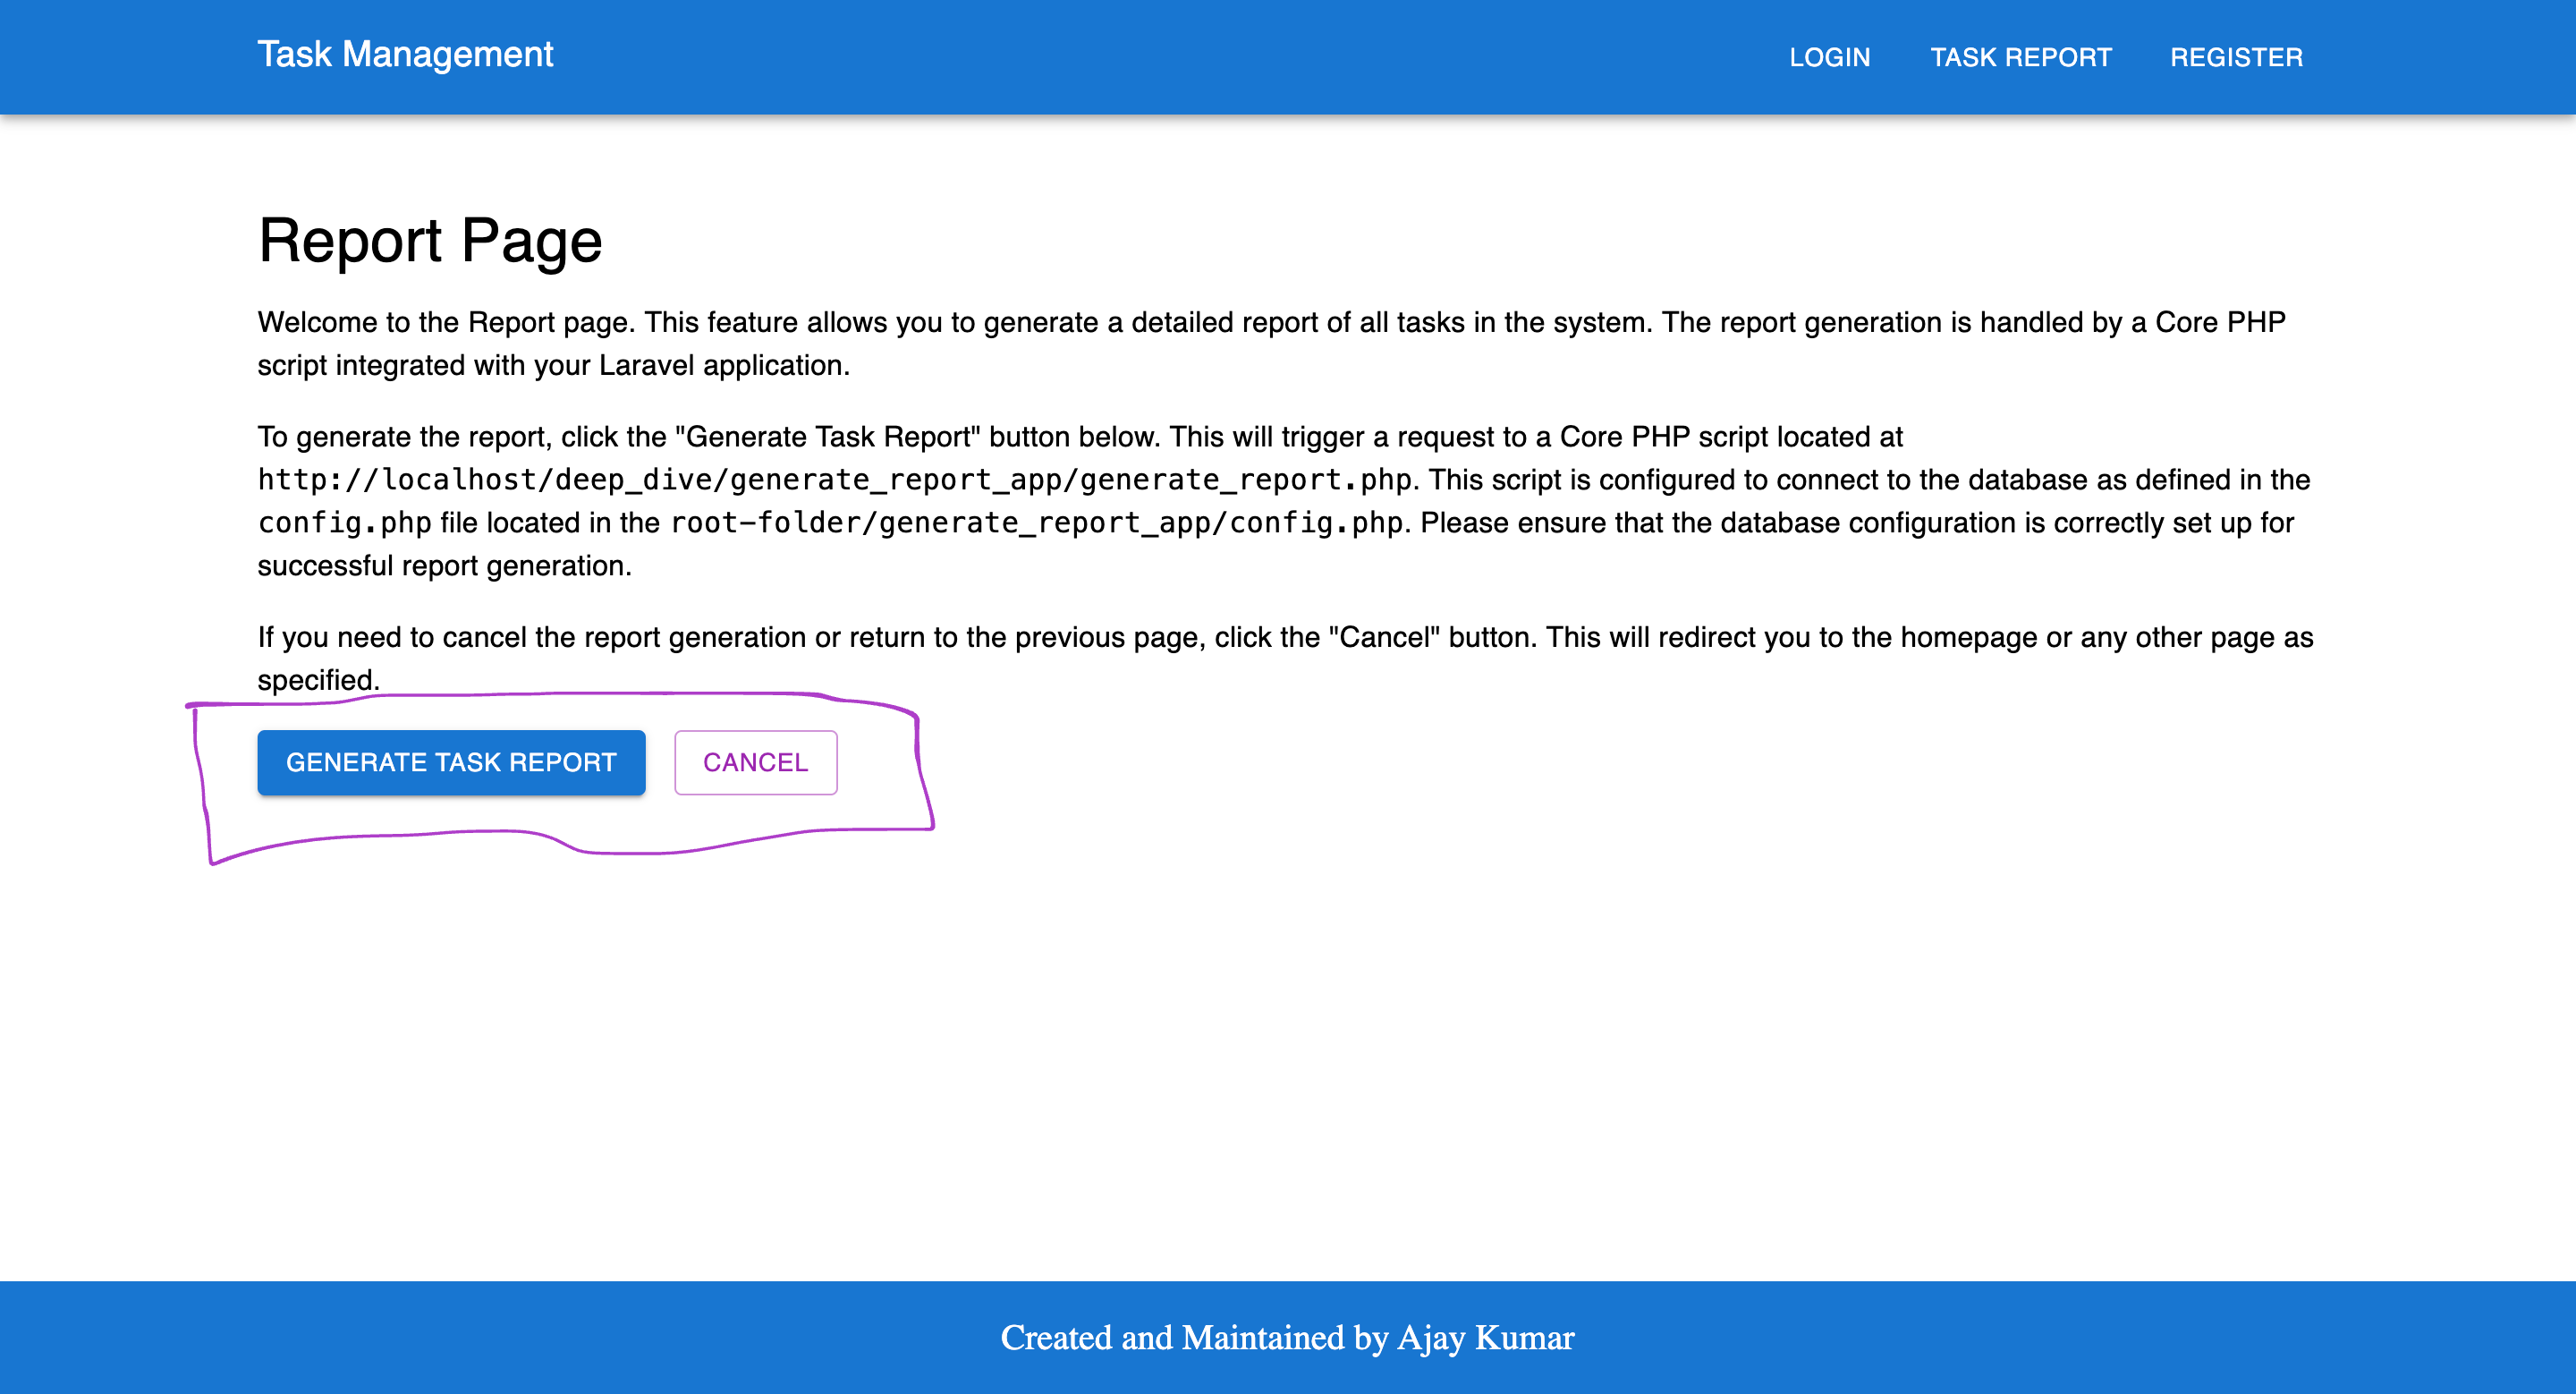 Task Management
LOGIN
TASK REPORT
REGISTER
Report Page
Welcome to the Report page. This feature allows you to generate a detailed report of all tasks in the system. The report generation is handled by a Core PHP
script integrated with your Laravel application.
To generate the report, click the "Generate Task Report" button below. This will trigger a request to a Core PHP script located at
http://localhost/deep_dive/generate_report_app/generate_report.php. This script is configured to connect to the database as defined in the
config.php file located in the root-folder/generate_report_app/config.php. Please ensure that the database configuration is correctly set up for
successful report generation.
If you need to cancel the report generation or return to the previous page, click the "Cancel" button. This will redirect you to the homepage or any other page as
specified.
GENERATE TASK REPORT
CANCEL
Created and Maintained by Ajay Kumar